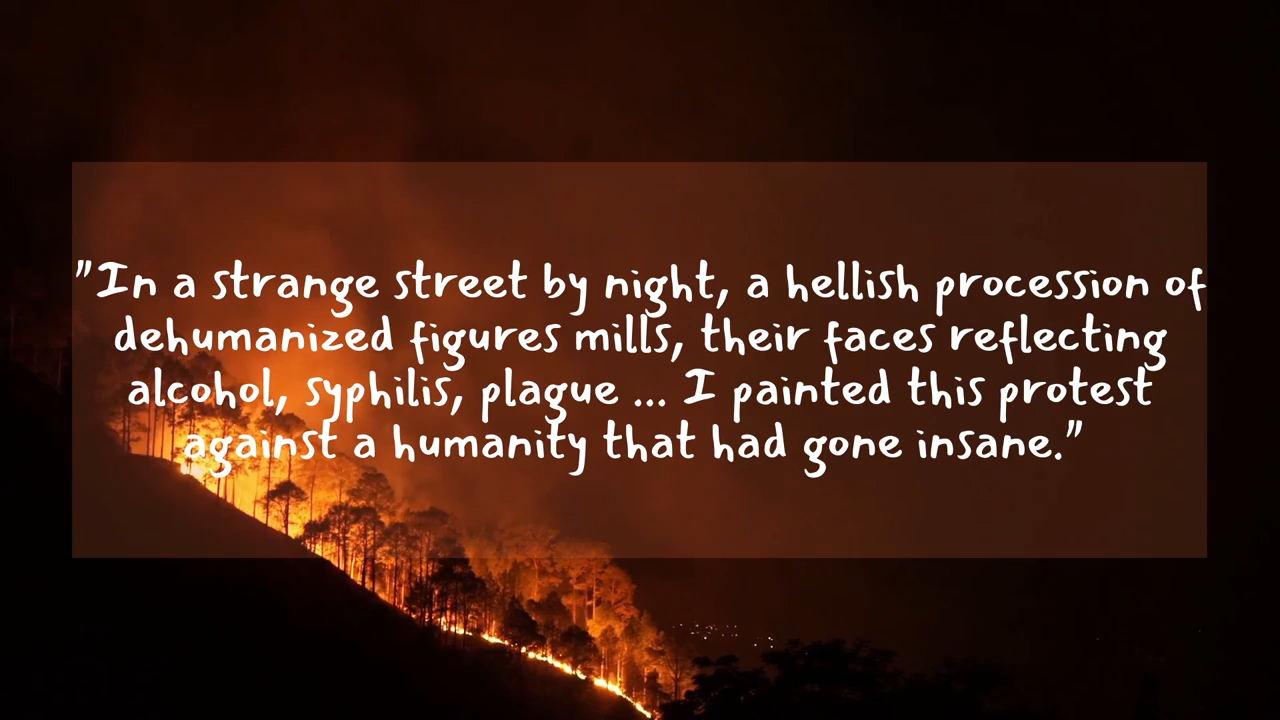 "In a strange street by night, a hellish procession of
dehumanized figures mills, their faces reflecting
alcohol, syphilis, plague ... I painted this protest
against a humanity that had gone insane."